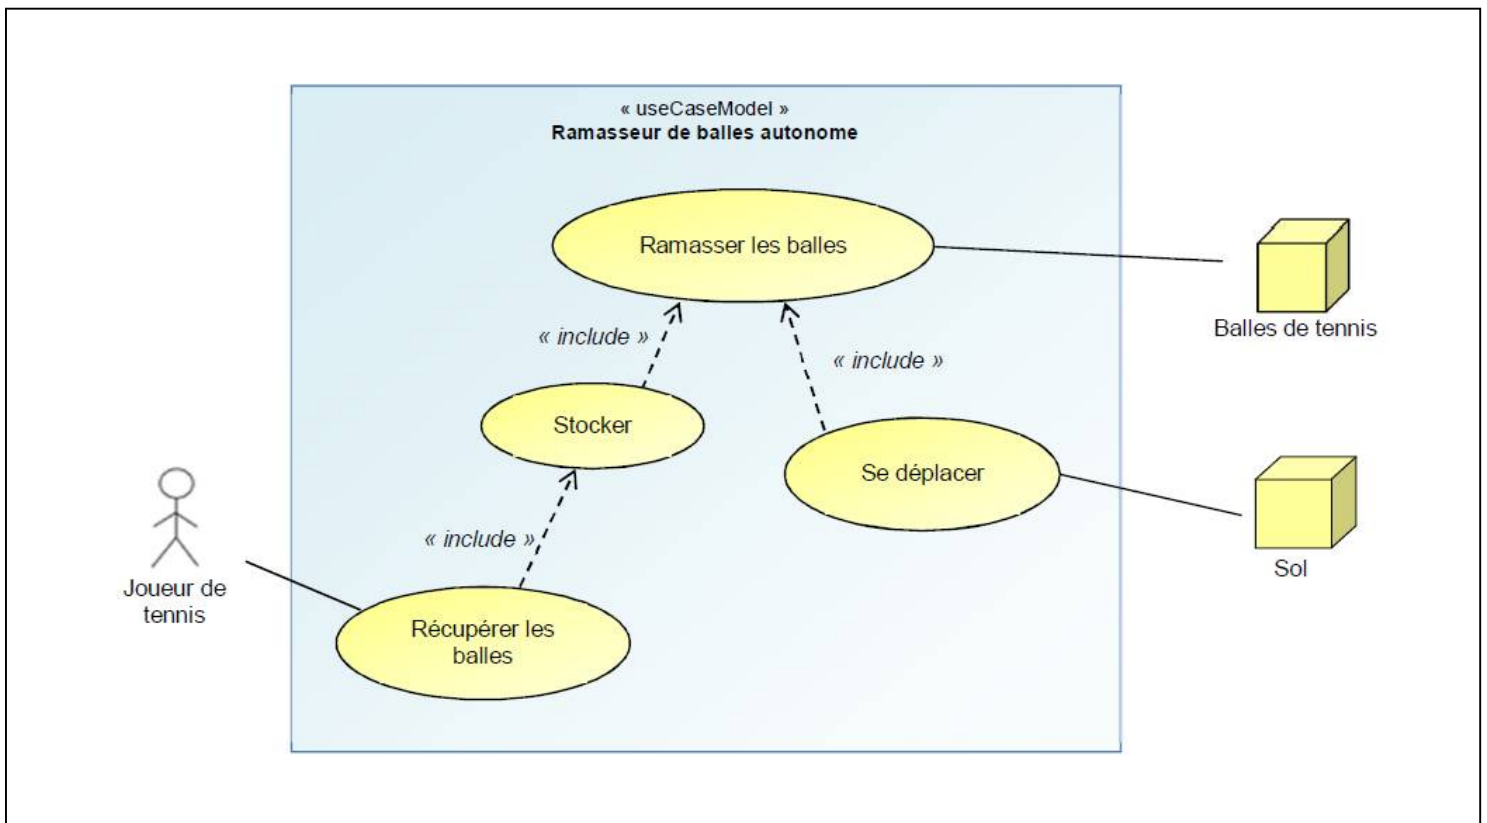 « useCaseModel »
Ramasseur de balles autonome
Ramasser les balles
Balles de tennis
« include »
« include »
Stocker
Se déplacer
« include »
Sol
Joueur de
tennis
Récupérer les
balles